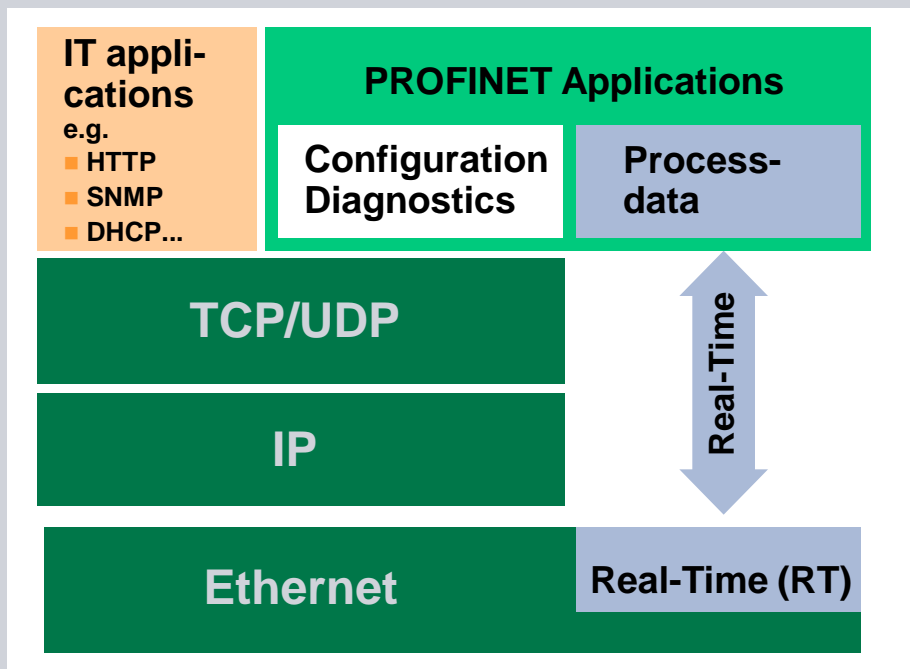 IT appli-
cations
e.g.
HTTP
SNMP
DHCP...
PROFINET Applications
Configuration
Diagnostics
Process-
data
TCP/UDP
IP
Real-Time
Ethernet
Real-Time (RT)